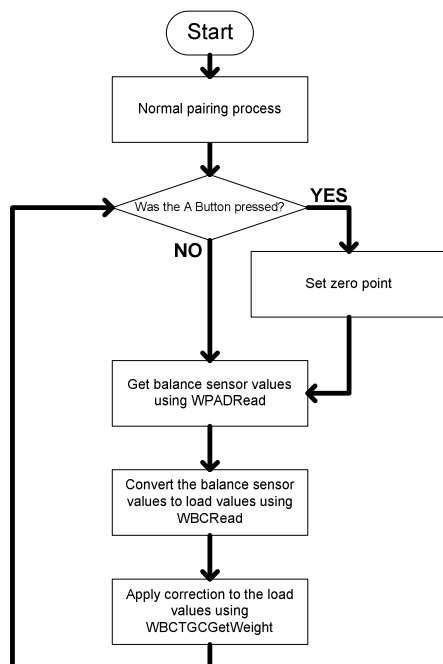 Start
Normal pairing process
Was the A Button pressed?
YES
NO
Set zero point
Get balance sensor values
using WPADRead
Convert the balance sensor
values to load values using
WBCRead
Apply correction to the load
values using
WBCTGCGetWeight